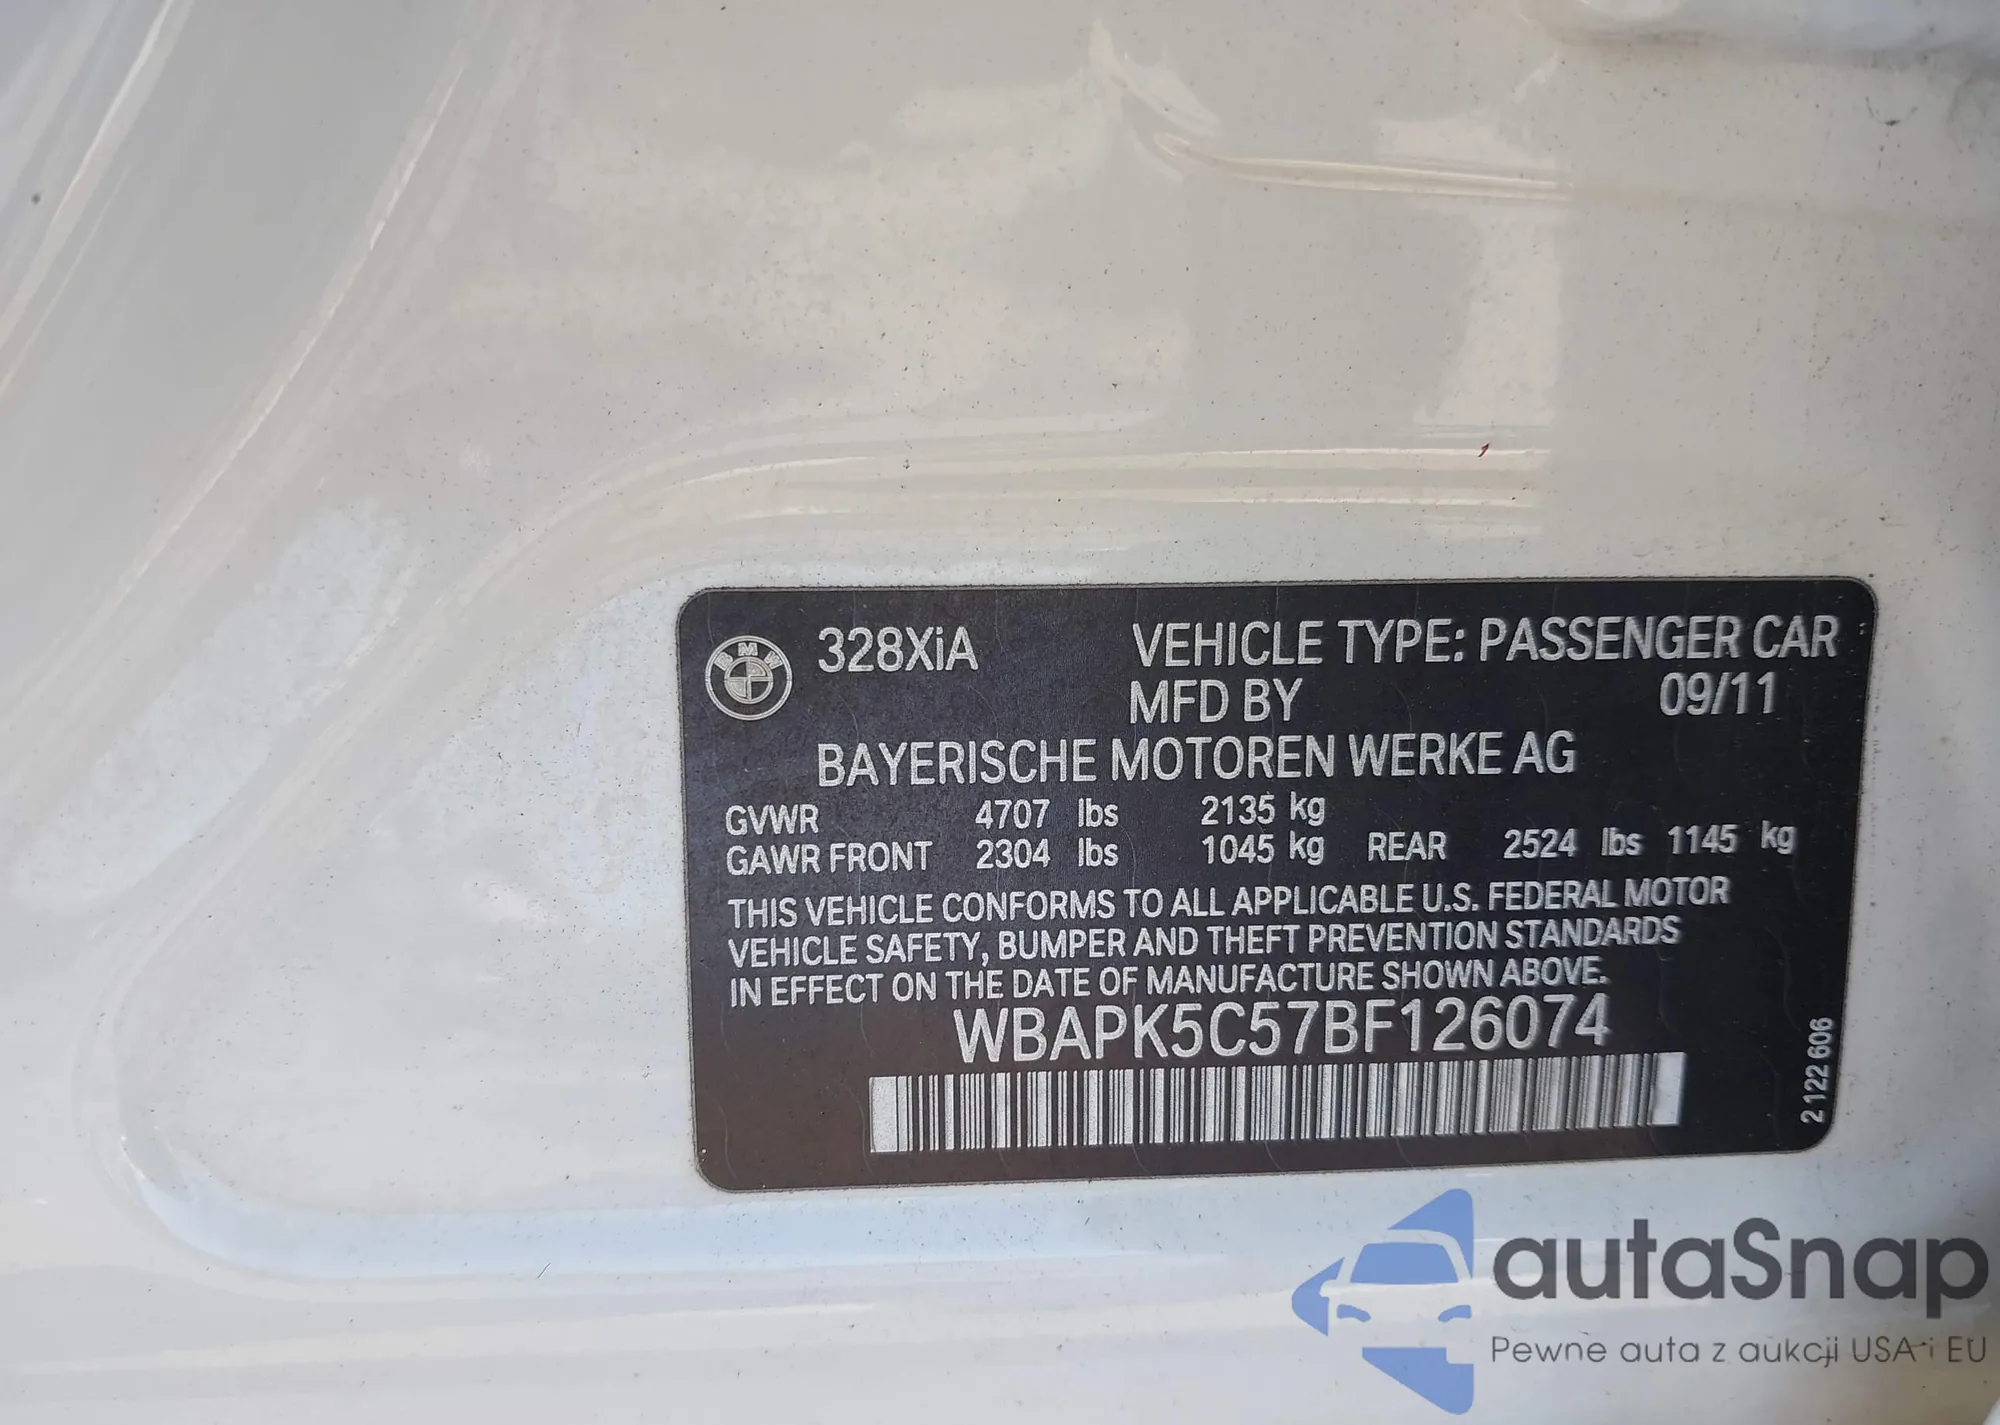 BMW
328XiA VEHICLE TYPE: PASSENGER CAR
MFD BY 09/11
BAYERISCHE MOTOREN WERKE AG
GVWR 4707 lbs 2135 kg
GAWR FRONT 2304 lbs 1045 kg REAR 2524 lbs 1145 kg
THIS VEHICLE CONFORMS TO ALL APPLICABLE U.S. FEDERAL MOTOR
VEHICLE SAFETY, BUMPER AND THEFT PREVENTION STANDARDS
IN EFFECT ON THE DATE OF MANUFACTURE SHOWN ABOVE.
WBAPK5C57BF126074
2 122 606
autaSnap
Pewne auta z aukcji USA i EU